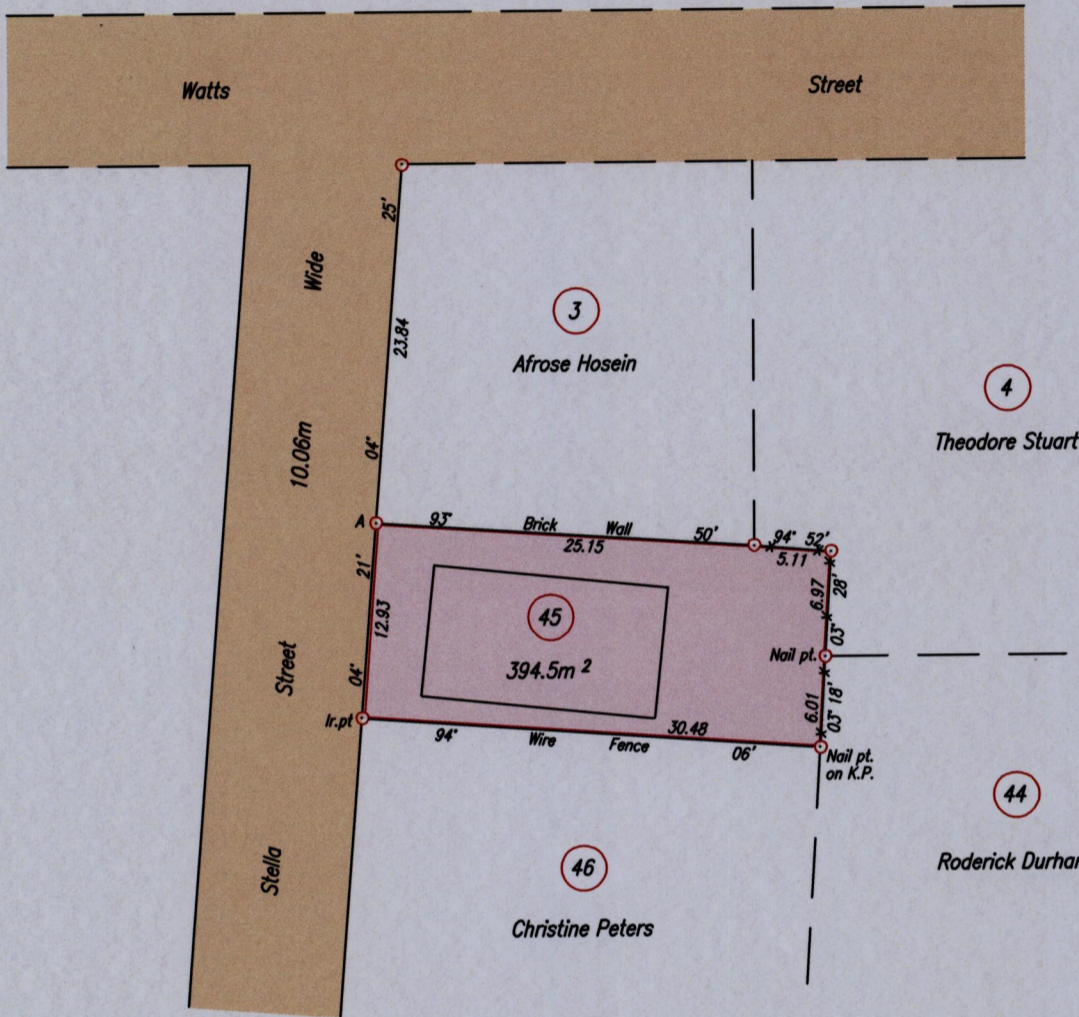 Watts
Street
25'
Wide
3
23.84
Afrose Hosein
4
Theodore Stuart
10.06m
04°
A
93°
Brick
Wall
50'
94°
52'
25.15
5.11
21'
6.97
28'
45
12.93
03°
394.5m 2
Nail pt.
Street
04°
18'
6.01
03°
Ir.pt
94°
Wire
Fence
30.48
06'
Nail pt.
on K.P.
44
Stella
46
Roderick Durhar
Christine Peters